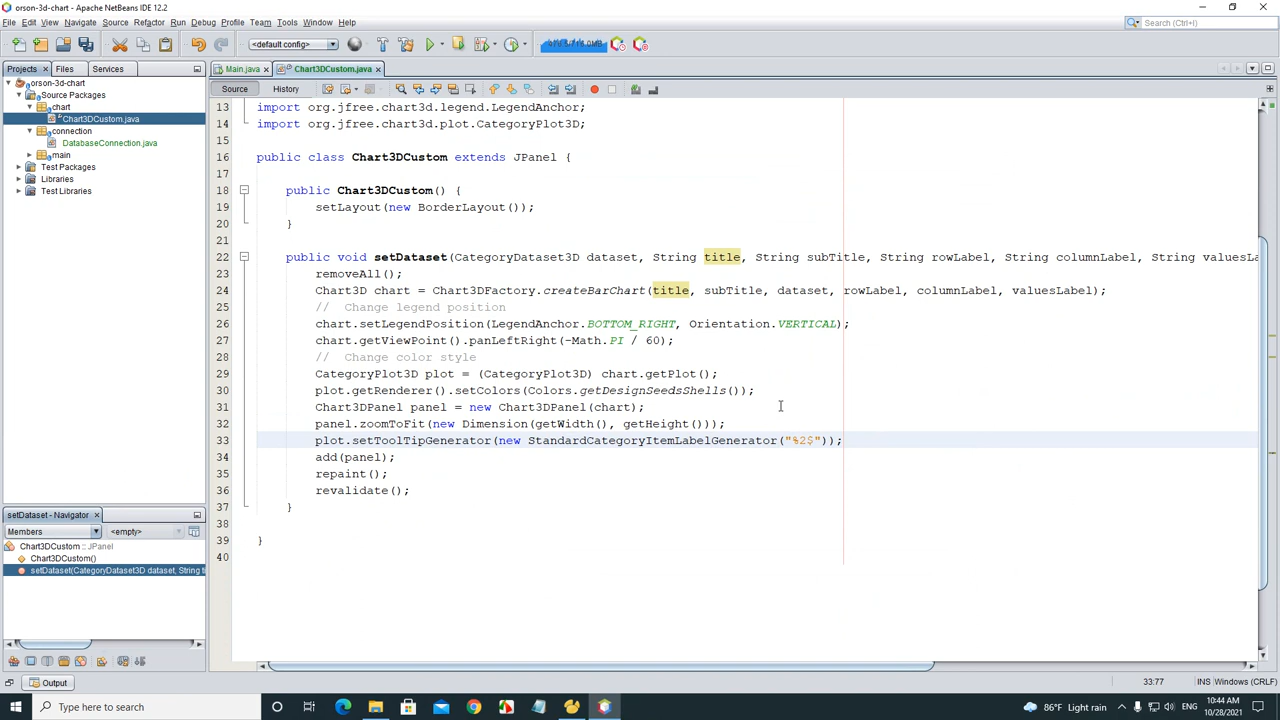 orson-3d-chart - Apache NetBeans IDE 12.2
File Edit View Navigate Source Refactor Run Debug Profile Team Tools Window Help
Search (Ctrl+I)
<default config>
Projects Files Services
Main.java Chart3DCustom.java
Source History
orson-3d-chart
Source Packages
chart
Chart3DCustom.java
connection
DatabaseConnection.java
main
Test Packages
Libraries
Test Libraries
13 import org.jfree.chart3d.legend.LegendAnchor;
14 import org.jfree.chart3d.plot.CategoryPlot3D;
15
16 public class Chart3DCustom extends JPanel {
17
18 public Chart3DCustom() {
19 setLayout(new BorderLayout());
20 }
21
22 public void setDataset(CategoryDataset3D dataset, String title, String subTitle, String rowLabel, String columnLabel, String valuesLa
23 removeAll();
24 Chart3D chart = Chart3DFactory.createBarChart(title, subTitle, dataset, rowLabel, columnLabel, valuesLabel);
25 // Change legend position
26 chart.setLegendPosition(LegendAnchor.BOTTOM_RIGHT, Orientation.VERTICAL);
27 chart.getViewPoint().panLeftRight(-Math.PI / 60);
28 // Change color style
29 CategoryPlot3D plot = (CategoryPlot3D) chart.getPlot();
30 plot.getRenderer().setColors(Colors.getDesignSeedsShells());
31 Chart3DPanel panel = new Chart3DPanel(chart);
32 panel.zoomToFit(new Dimension(getWidth(), getHeight()));
33 plot.setToolTipGenerator(new StandardCategoryItemLabelGenerator("%2$"));
34 add(panel);
35 repaint();
36 revalidate();
37 }
38
39 }
40
setDataset - Navigator
Members <empty>
Chart3DCustom :: JPanel
Chart3DCustom()
setDataset(CategoryDataset3D dataset, String ti
Output
33:77 INS Windows (CRLF)
Type here to search
86°F Light rain
10:44 AM
10/28/2021